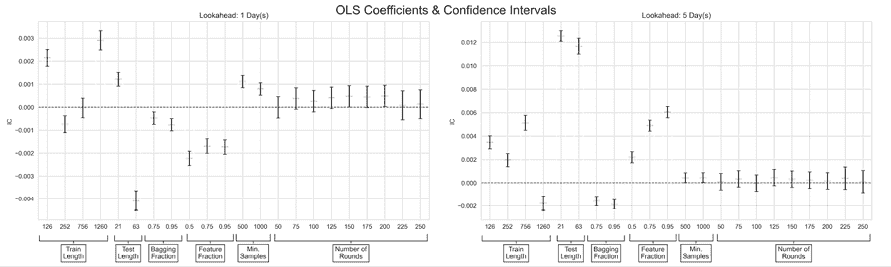 OLS Coefficients & Confidence Intervals
Lookahead: 1 Day(s)
IC
0.003
0.002
0.001
0.000
−0.001
−0.002
−0.003
−0.004
126 252 756 1260 21 63 0.75 0.95 0.5 0.75 0.95 500 1000 50 75 100 125 150 175 200 225 250
Train Length
Test Length
Bagging Fraction
Feature Fraction
Min. Samples
Number of Rounds
Lookahead: 5 Day(s)
IC
0.012
0.010
0.008
0.006
0.004
0.002
0.000
−0.002
126 252 756 1260 21 63 0.75 0.95 0.5 0.75 0.95 500 1000 50 75 100 125 150 175 200 225 250
Train Length
Test Length
Bagging Fraction
Feature Fraction
Min. Samples
Number of Rounds